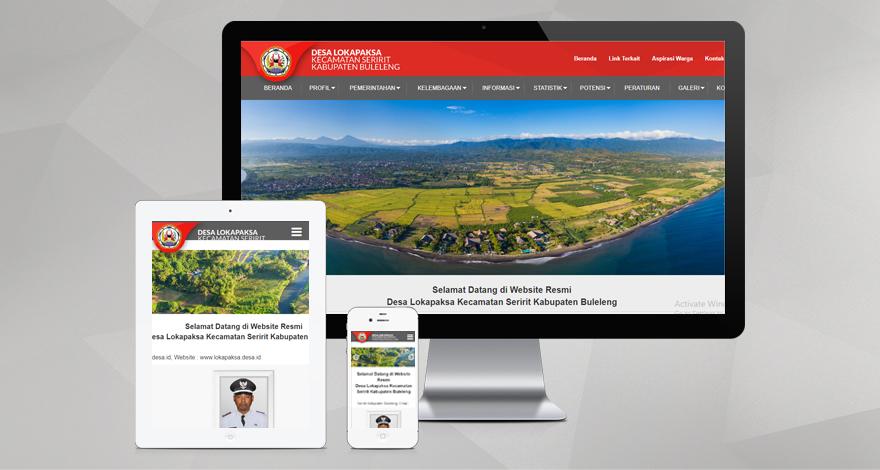 DESA LOKAPAKSA
KECAMATAN SERIRIT
KABUPATEN BULELENG
Beranda Link Terkait Aspirasi Warga Kontak
BERANDA PROFIL PEMERINTAHAN KELEMBAGAAN INFORMASI STATISTIK POTENSI PERATURAN GALERI KO
Selamat Datang di Website Resmi
Desa Lokapaksa Kecamatan Seririt Kabupaten Buleleng
Activate Win
DESA LOKAPAKSA
KECAMATAN SERIRIT
Selamat Datang di Website Resmi
esa Lokapaksa Kecamatan Seririt Kabupaten
desa.id, Website : www.lokapaksa.desa.id
Selamat Datang di Website
Resmi
Desa Lokapaksa Kecamatan
Seririt Kabupaten Buleleng